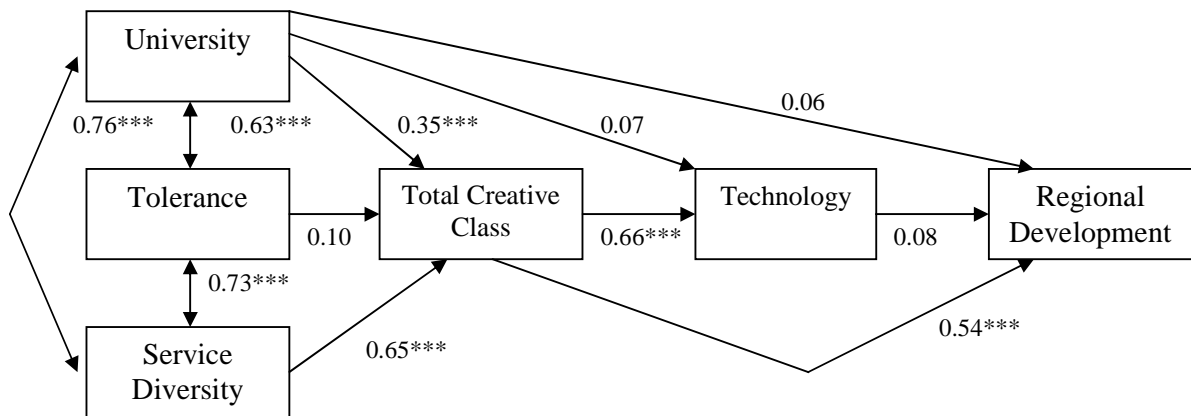 University
0.06
0.76***
0.63***
0.35***
0.07
Tolerance
Total Creative
Class
Technology
Regional
Development
0.10
0.66***
0.08
0.73***
0.54***
Service
Diversity
0.65***